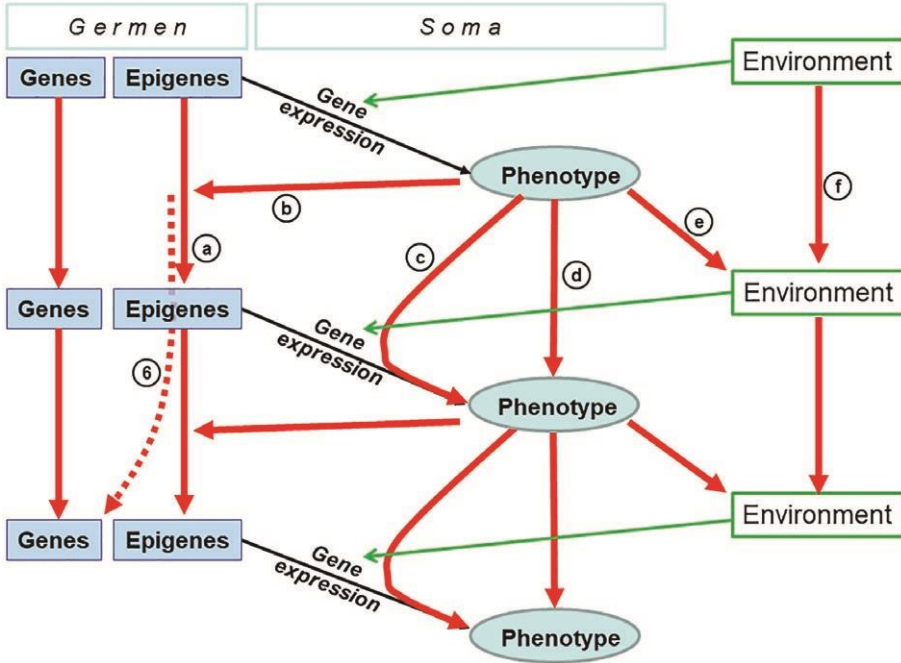 Germen
Soma
Genes
Epigenes
Environment
Gene
expression
Phenotype
b
a
c
d
e
f
Genes
Epigenes
Environment
Gene
expression
6
Phenotype
Genes
Epigenes
Environment
Gene
expression
Phenotype